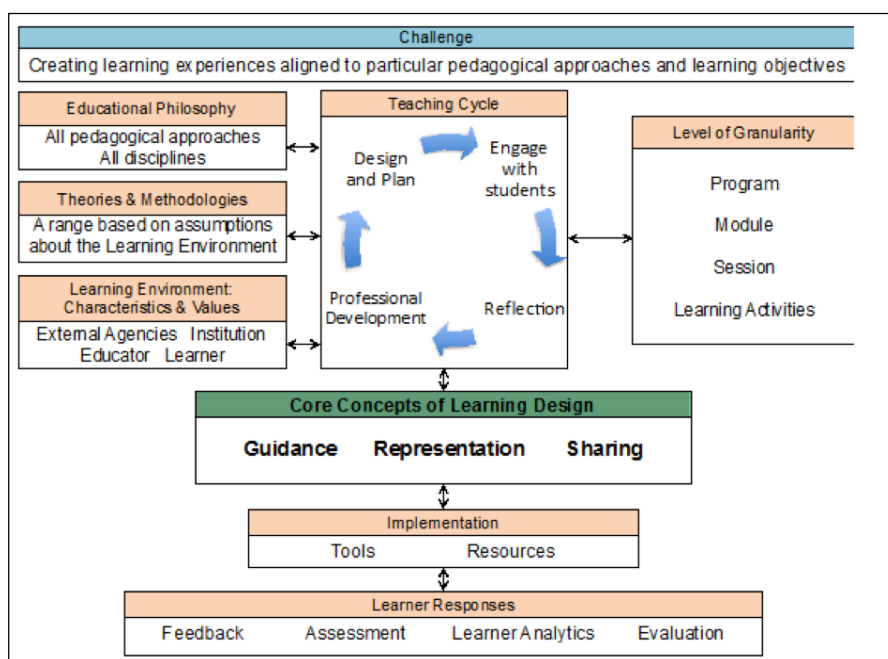 Challenge
Creating learning experiences aligned to particular pedagogical approaches and learning objectives
Educational Philosophy
All pedagogical approaches
All disciplines
Theories & Methodologies
A range based on assumptions
about the Learning Environment
Learning Environment:
Characteristics & Values
External Agencies Institution
Educator Learner
Teaching Cycle
Design
and Plan
Engage
with
students
Reflection
Professional
Development
Level of Granularity
Program
Module
Session
Learning Activities
Core Concepts of Learning Design
Guidance Representation Sharing
Implementation
Tools Resources
Learner Responses
Feedback Assessment Learner Analytics Evaluation